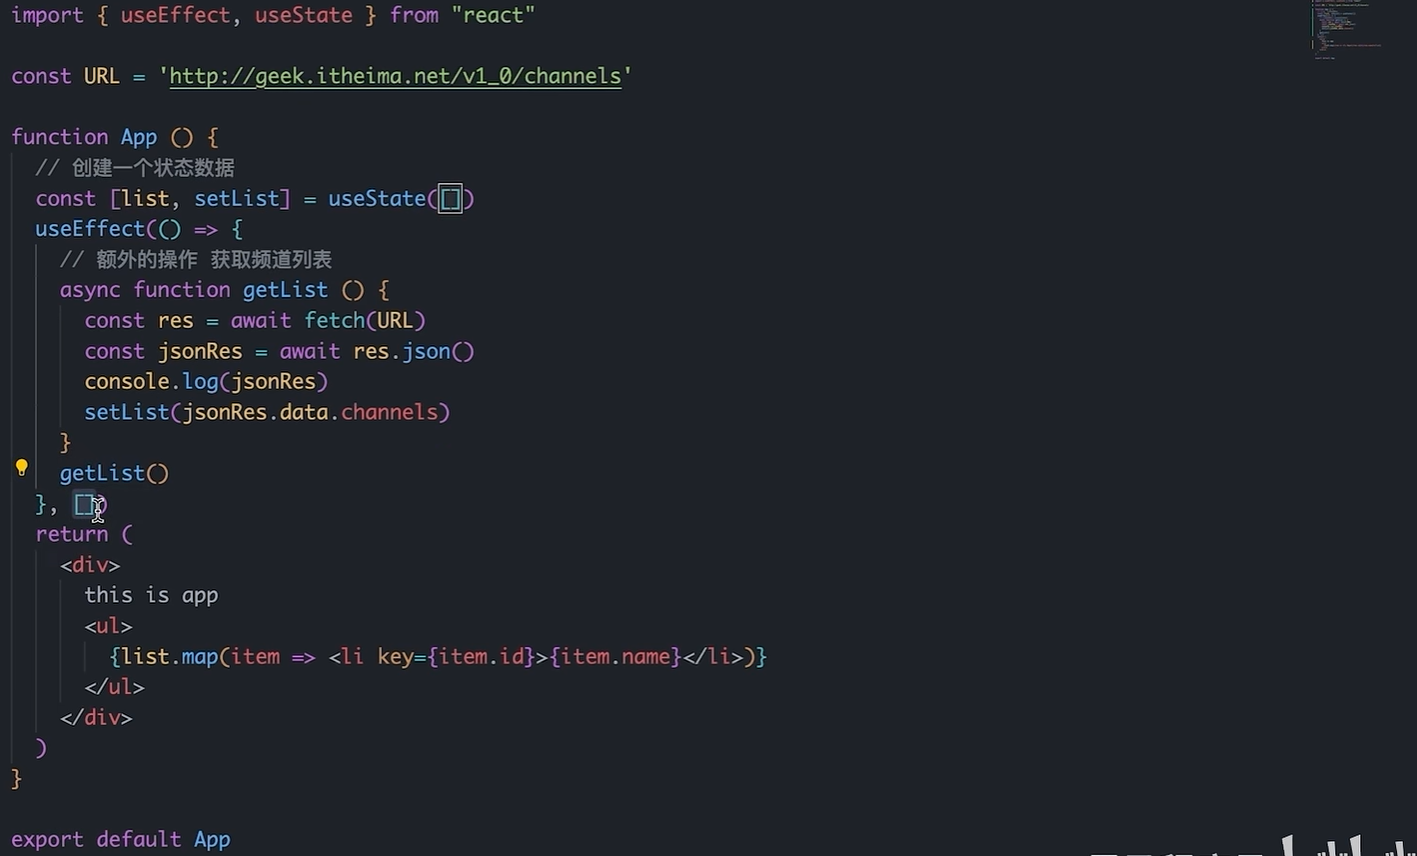 import { useEffect, useState } from "react"
const URL = 'http://geek.itheima.net/v1_0/channels'
function App () {
// 创建一个状态数据
const [list, setList] = useState([])
useEffect(() => {
// 额外的操作 获取频道列表
async function getList () {
const res = await fetch(URL)
const jsonRes = await res.json()
console.log(jsonRes)
setList(jsonRes.data.channels)
}
getList()
}, [])
return (
<div>
this is app
<ul>
{list.map(item => <li key={item.id}>{item.name}</li>)}
</ul>
</div>
)
}
export default App